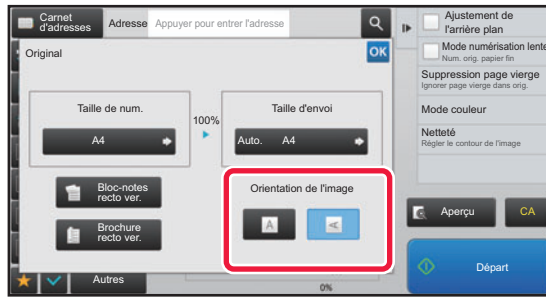 Carnet
d'adresses
Adresse
Appuyer pour entrer l'adresse
Ajustement de
l'arrière plan
Mode numérisation lente
Num. orig. papier fin
Suppression page vierge
Ignorer page vierge dans orig.
Mode couleur
Netteté
Régler le contour de l'image
Original
OK
Taille de num.
A4
100%
Taille d'envoi
Auto. A4
Bloc-notes
recto ver.
Brochure
recto ver.
Orientation de l'image
A
A
Aperçu
CA
Départ
Autres
0%